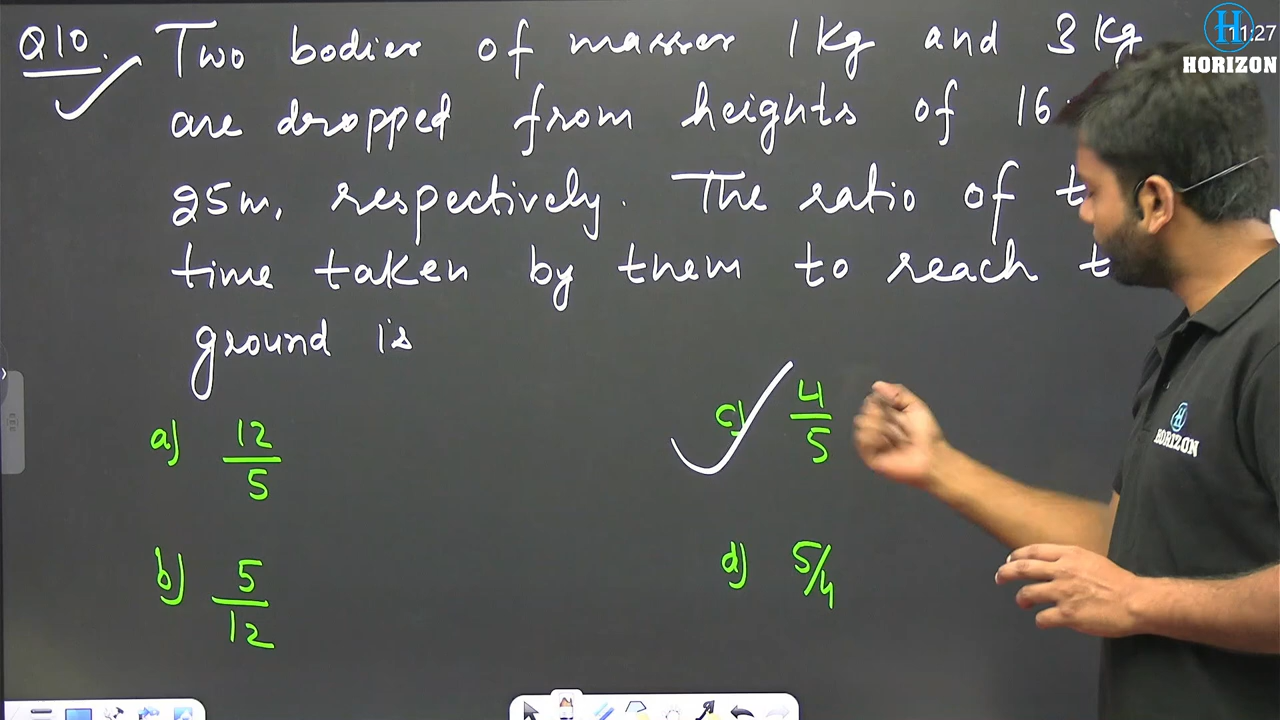 Q10. Two bodies of masses 1kg and 3kg
are dropped from heights of 16
25m, respectively. The ratio of
time taken by them to reach
ground is
a) 12/5
c) 4/5
b) 5/12
d) 5/4
H
11:27
HORIZON
HORIZON